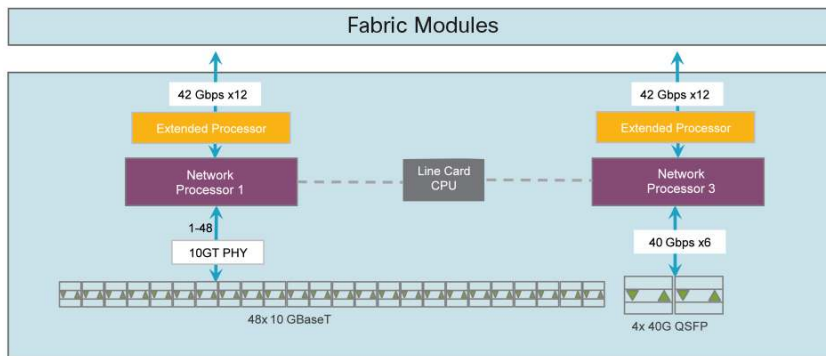 Fabric Modules
42 Gbps x12
42 Gbps x12
Extended Processor
Extended Processor
Network
Processor 1
Line Card
CPU
Network
Processor 3
1-48
10GT PHY
40 Gbps x6
48x 10 GBaseT
4x 40G QSFP